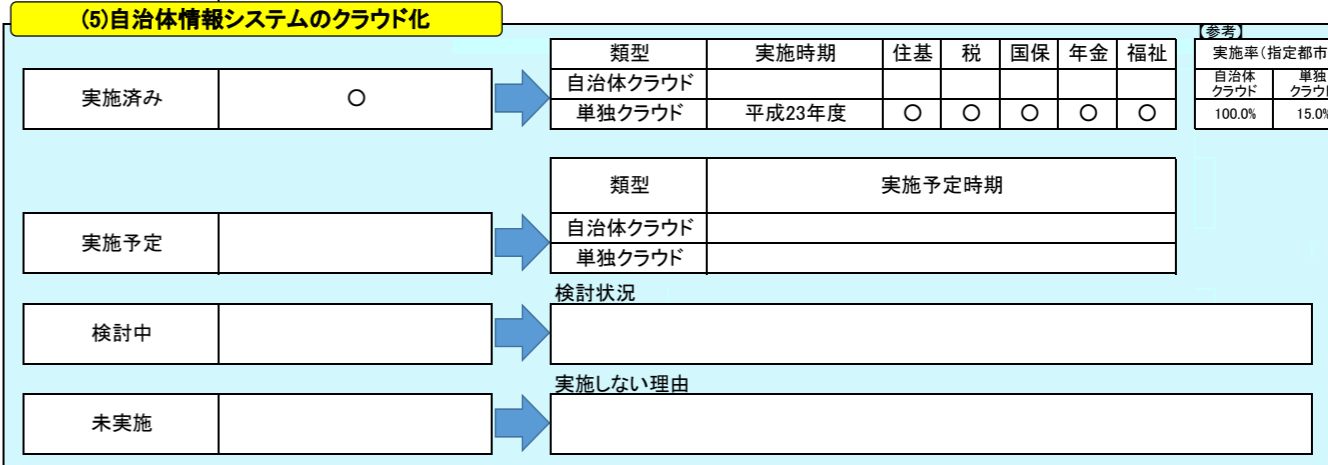 (5)自治体情報システムのクラウド化
【参考】
類型 実施時期 住基 税 国保 年金 福祉
実施率(指定都市
実施済み 〇
自治体クラウド
自治体クラウド 単独クラウド
単独クラウド 平成23年度 〇 〇 〇 〇 〇
100.0% 15.0%
類型 実施予定時期
実施予定
自治体クラウド
単独クラウド
検討状況
検討中
実施しない理由
未実施